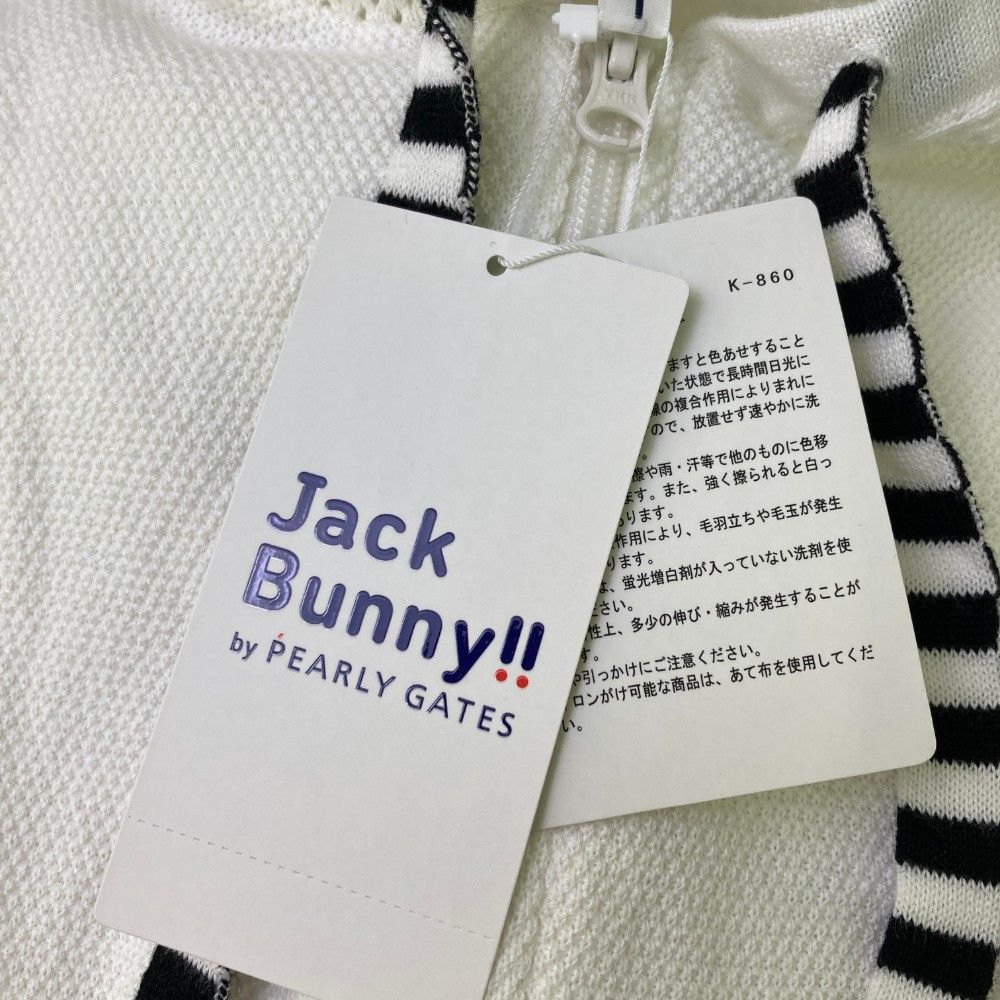 Jack
Bunny!!
by PEARLY GATES
K-860
ますと色あせすること
いた状態で長時間日光に
線の複合作用によりまれに
ので、放置せず速やかに洗
。
擦や雨・汗等で他のものに色移
ます。また、強く擦られると白っ
ります。
作用により、毛羽立ちや毛玉が発生
ります。
は、蛍光増白剤が入っていない洗剤を使
さい。
性上、多少の伸び・縮みが発生することが
す。
や引っかけにご注意ください。
ロンがけ可能な商品は、あて布を使用してくだ
い。